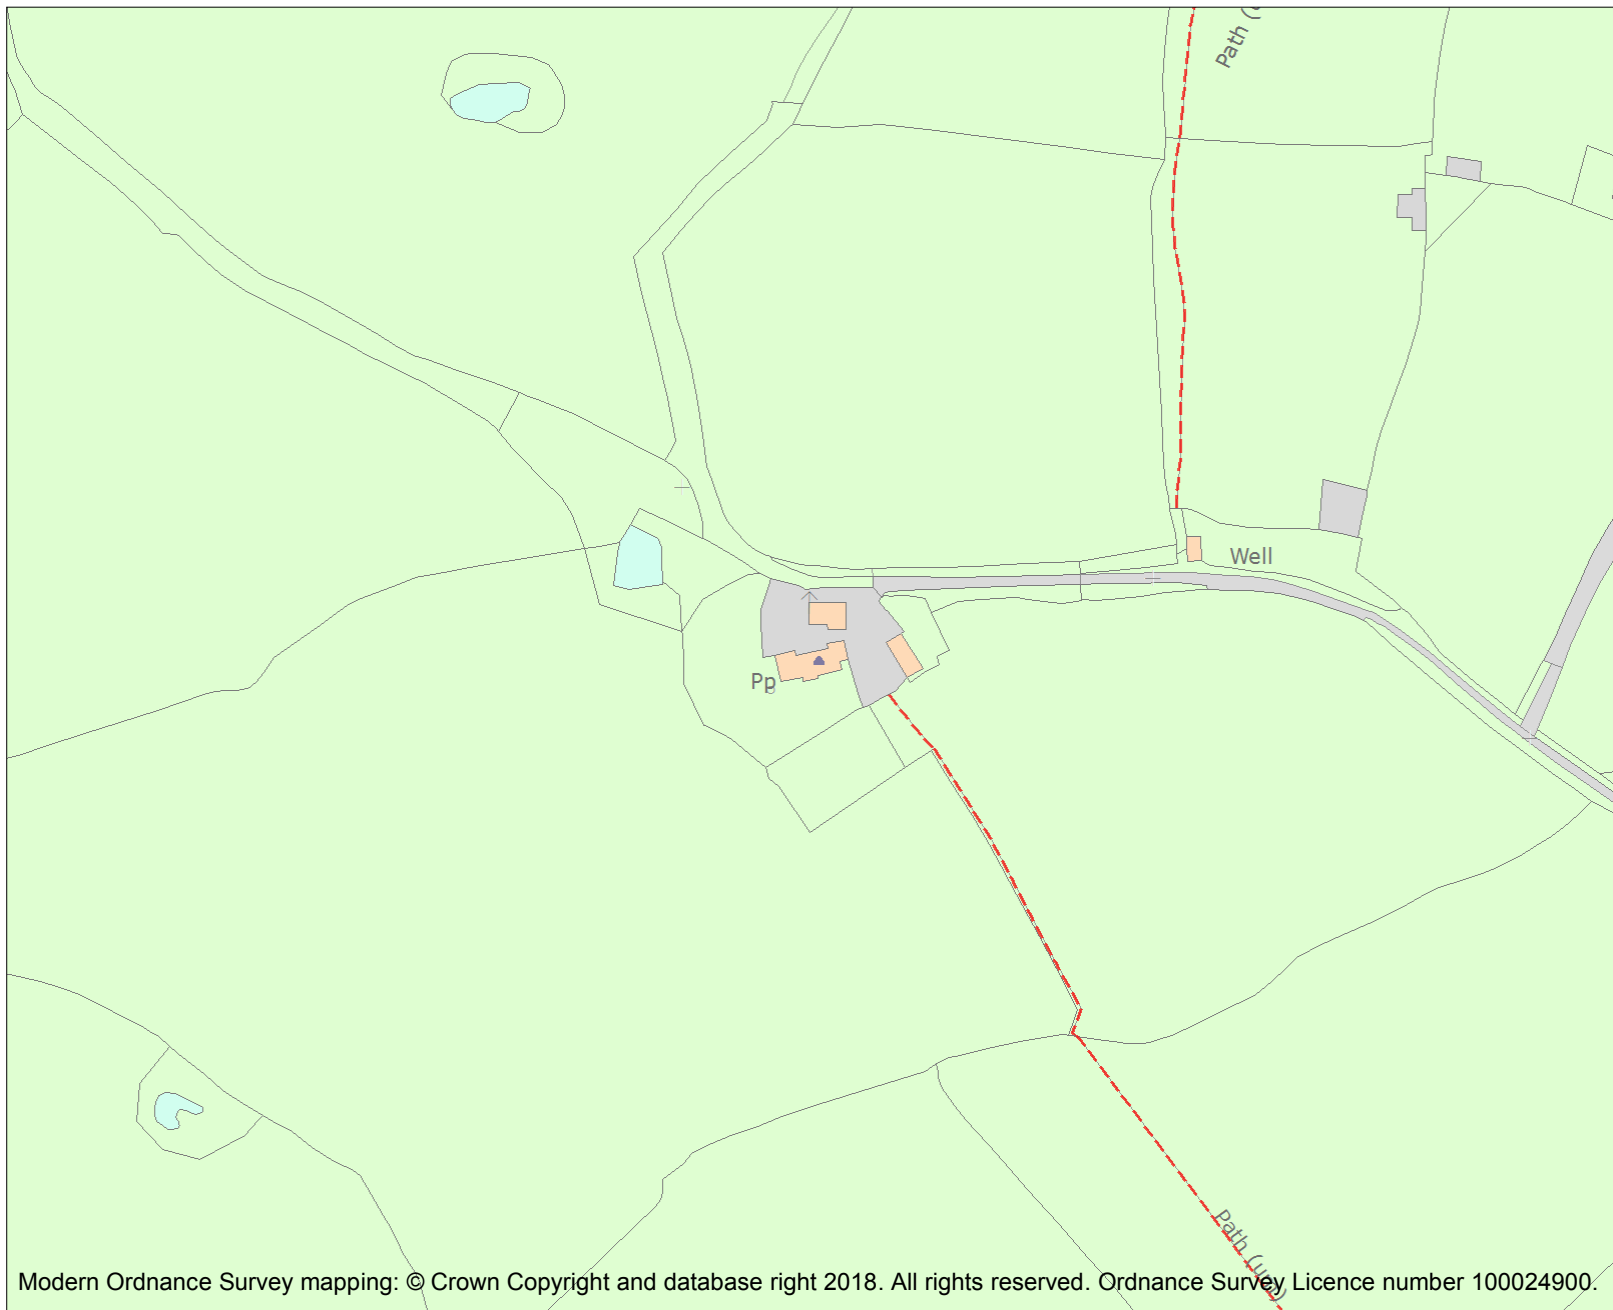 Path (
Well
Pp
Path (um)
Modern Ordnance Survey mapping: © Crown Copyright and database right 2018. All rights reserved. Ordnance Survey Licence number 100024900.